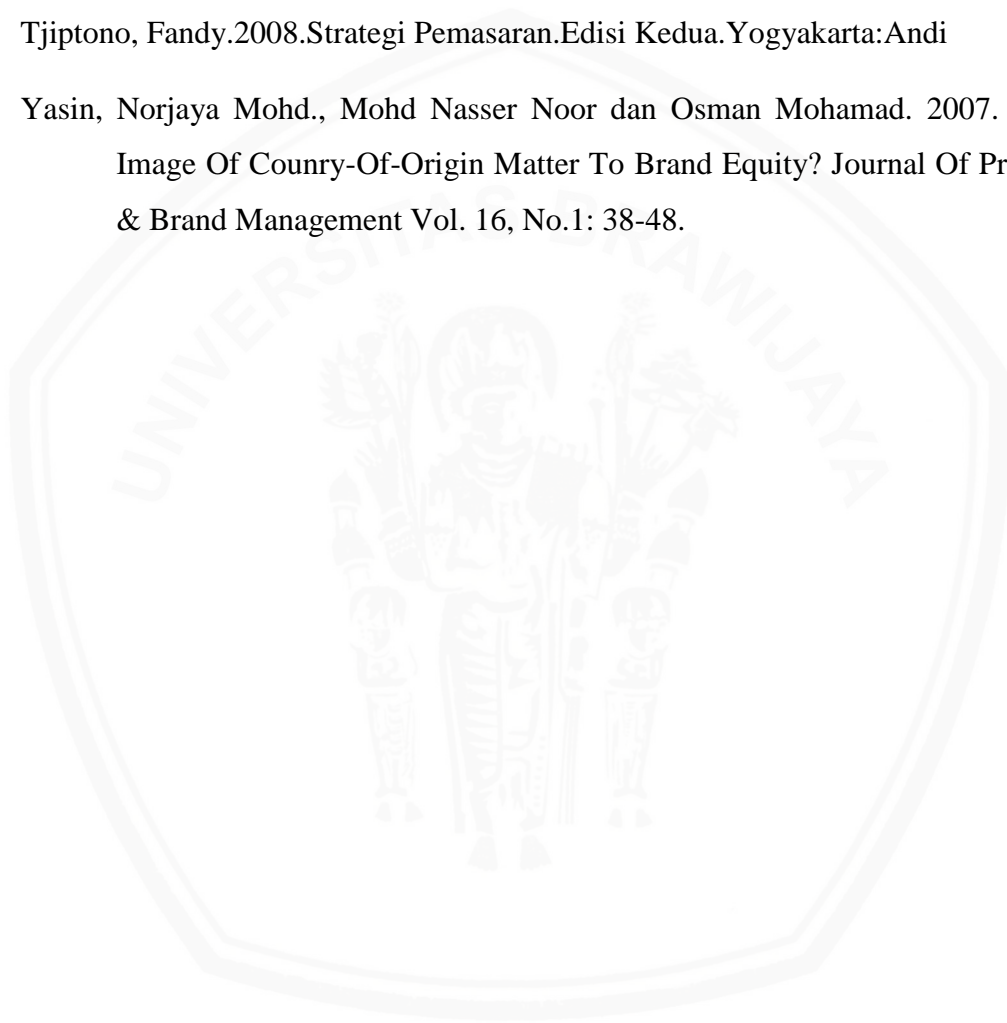 Tjiptono, Fandy.2008.Strategi Pemasaran.Edisi Kedua.Yogyakarta:Andi
Yasin, Norjaya Mohd., Mohd Nasser Noor dan Osman Mohamad. 2007.
Image Of Counry-Of-Origin Matter To Brand Equity? Journal Of Pr
& Brand Management Vol. 16, No.1: 38-48.
UNIVERSITAS BRAWIJAYA